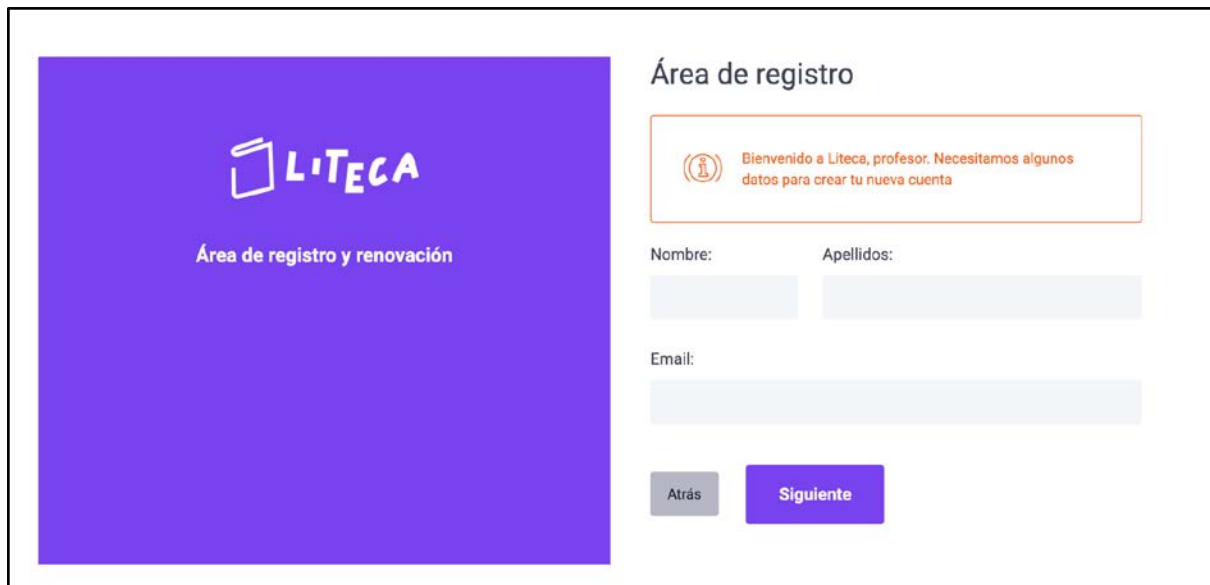 LITECA
Área de registro y renovación
Área de registro
Bienvenido a Liteca, profesor. Necesitamos algunos
datos para crear tu nueva cuenta
Nombre:
Apellidos:
Email:
Atrás
Siguiente